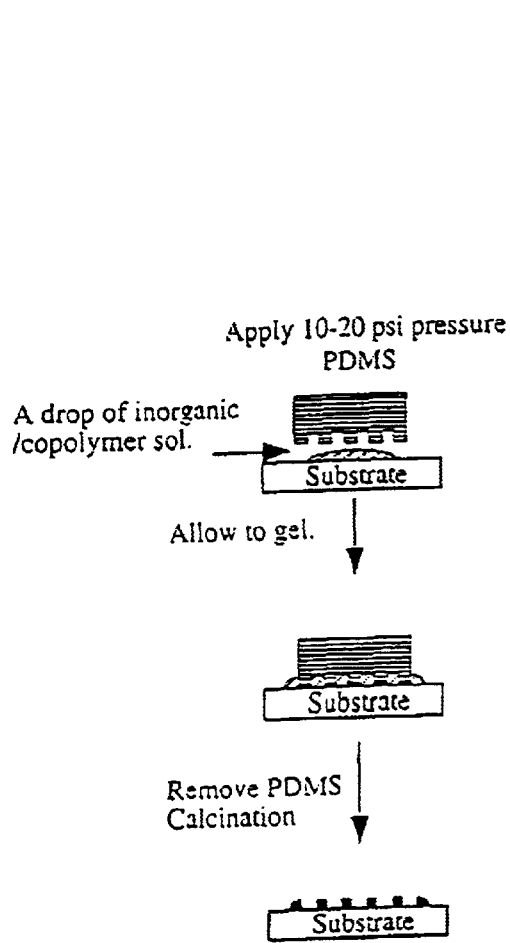 Apply 10-20 psi pressure
PDMS
A drop of inorganic
/copolymer sol.
Substrate
Allow to gel.
Substrate
Remove PDMS
Calcination
Substrate